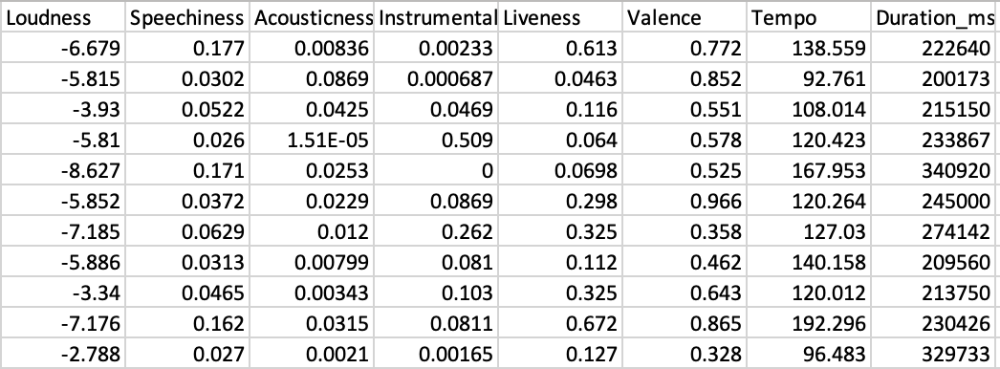 Loudness Speechiness Acousticness Instrumental Liveness Valence Tempo Duration_ms
-6.679 0.177 0.00836 0.00233 0.613 0.772 138.559 222640
-5.815 0.0302 0.0869 0.000687 0.0463 0.852 92.761 200173
-3.93 0.0522 0.0425 0.0469 0.116 0.551 108.014 215150
-5.81 0.026 1.51E-05 0.509 0.064 0.578 120.423 233867
-8.627 0.171 0.0253 0 0.0698 0.525 167.953 340920
-5.852 0.0372 0.0229 0.0869 0.298 0.966 120.264 245000
-7.185 0.0629 0.012 0.262 0.325 0.358 127.03 274142
-5.886 0.0313 0.00799 0.081 0.112 0.462 140.158 209560
-3.34 0.0465 0.00343 0.103 0.325 0.643 120.012 213750
-7.176 0.162 0.0315 0.0811 0.672 0.865 192.296 230426
-2.788 0.027 0.0021 0.00165 0.127 0.328 96.483 329733